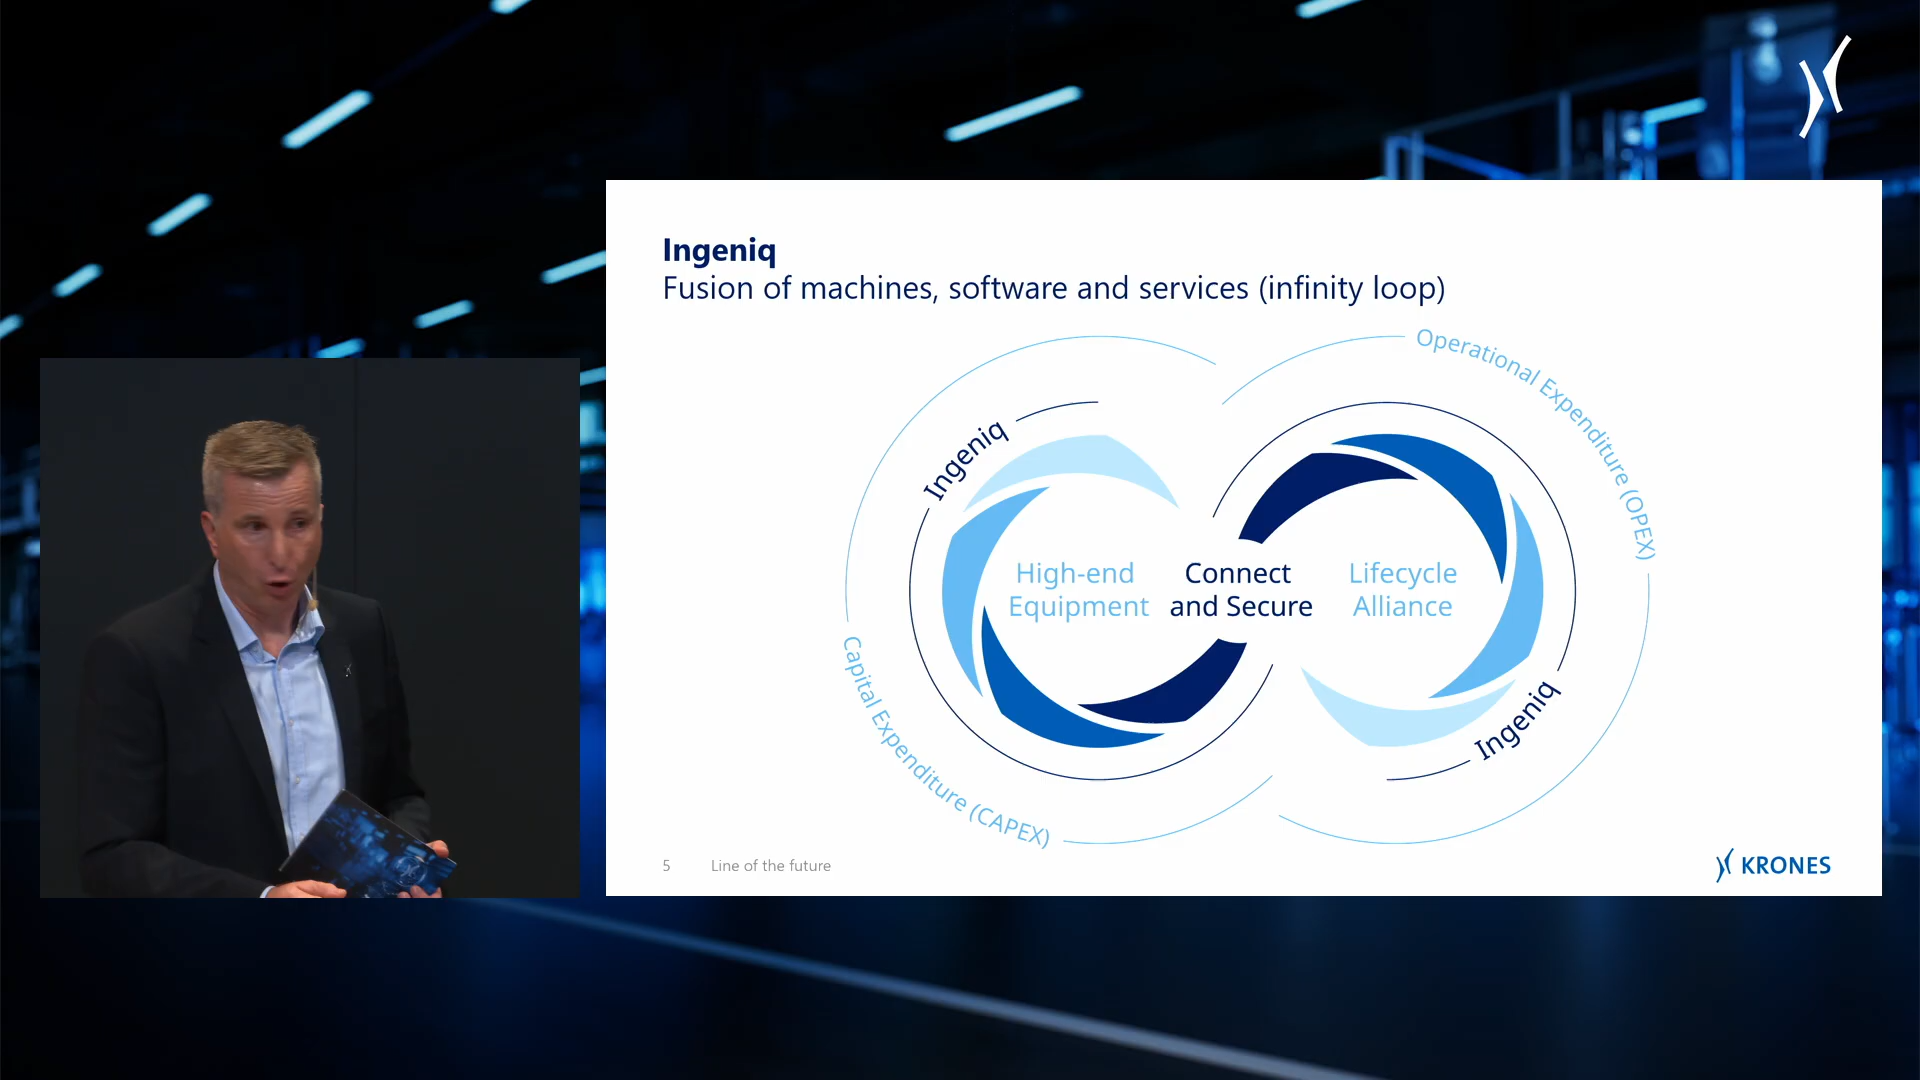 Ingeniq
Fusion of machines, software and services (infinity loop)
Operational Expenditure (OPEX)
Ingeniq
High-end
Equipment
Connect
and Secure
Lifecycle
Alliance
Capital Expenditure (CAPEX)
Ingeniq
5 Line of the future
KRONES